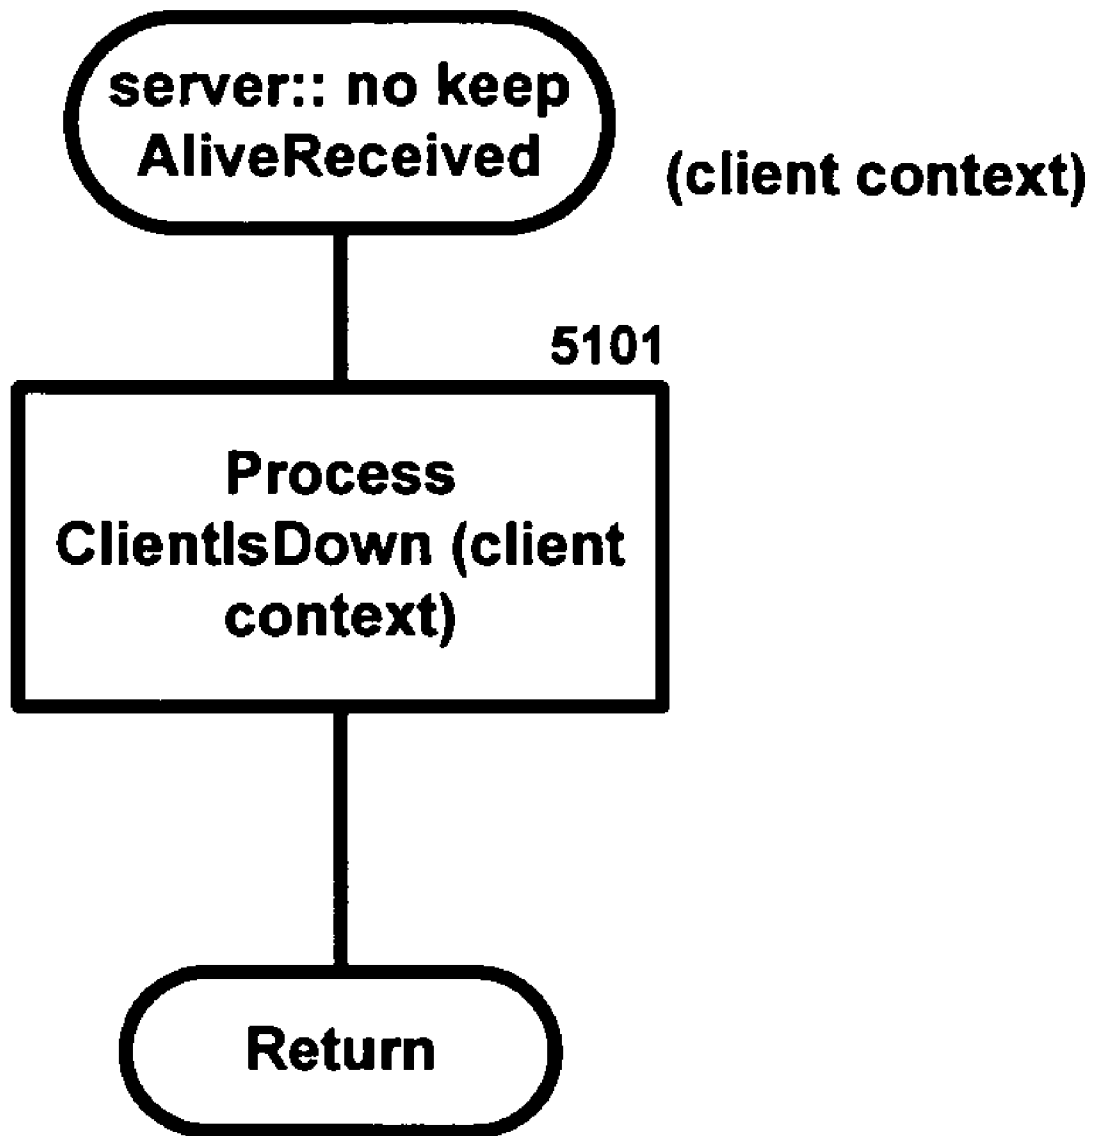 server:: no keep
AliveReceived
(client context)
5101
Process
ClientIsDown (client
context)
Return